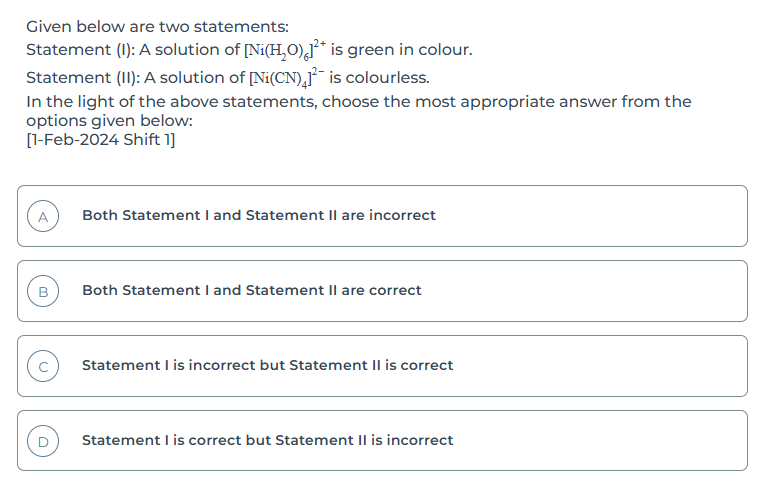 Given below are two statements:
Statement (I): A solution of [Ni(H₂O)₆]²⁺ is green in colour.
Statement (II): A solution of [Ni(CN)₄]²⁻ is colourless.
In the light of the above statements, choose the most appropriate answer from the
options given below:
[1-Feb-2024 Shift 1]
A Both Statement I and Statement II are incorrect
B Both Statement I and Statement II are correct
C Statement I is incorrect but Statement II is correct
D Statement I is correct but Statement II is incorrect